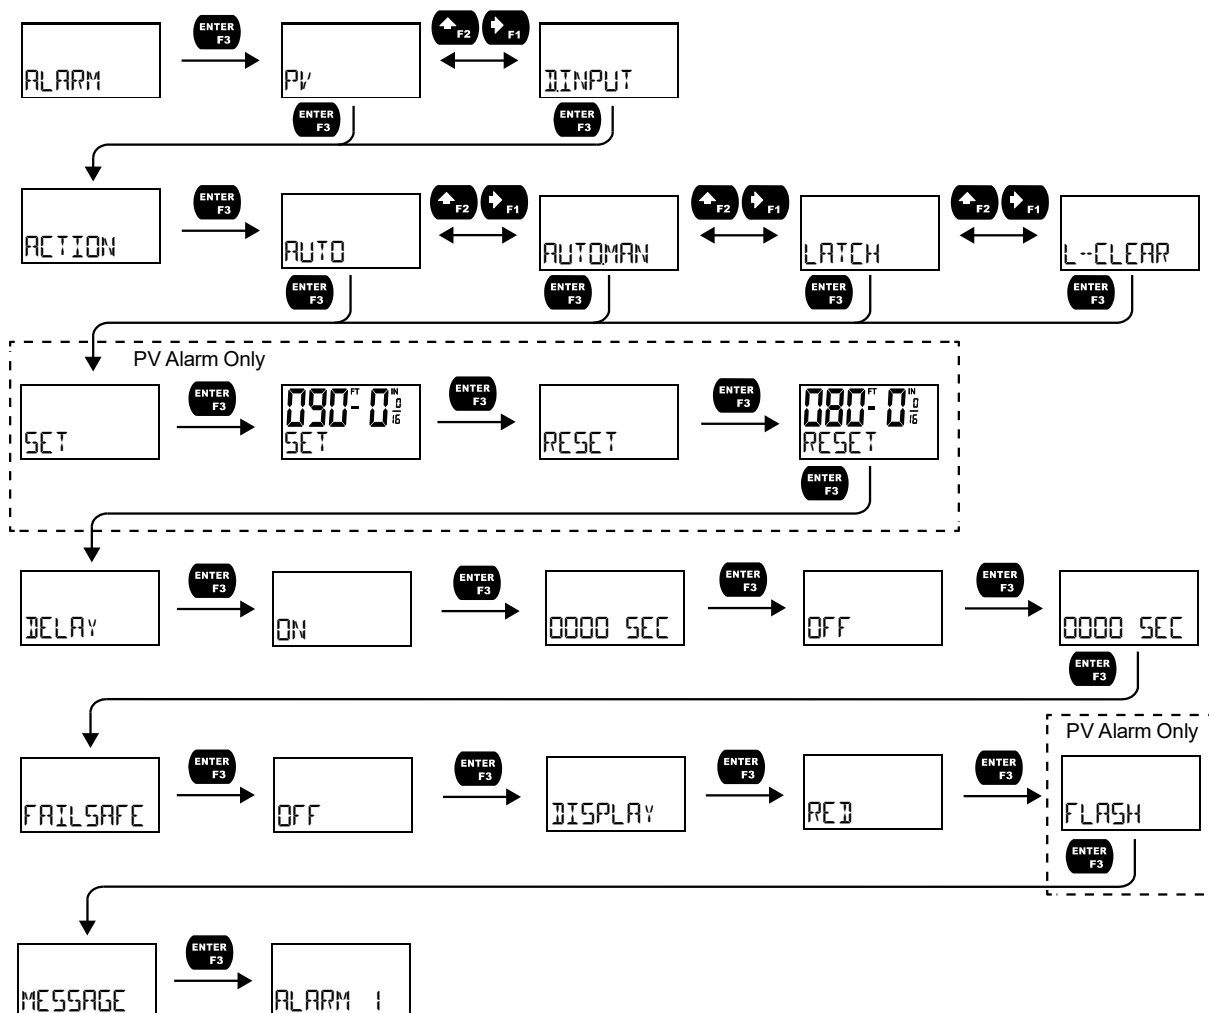 ALARM
ENTER F3
PV
F2 F1
D.INPUT
ENTER F3
ENTER F3
ACTION
ENTER F3
AUTO
F2 F1
AUTO.MAN
F2 F1
LATCH
F2 F1
L-CLEAR
ENTER F3
ENTER F3
ENTER F3
ENTER F3
PV Alarm Only
SET
ENTER F3
090 FT - 0 IN 0/16
SET
ENTER F3
RESET
ENTER F3
080 FT - 0 IN 0/16
RESET
ENTER F3
DELAY
ENTER F3
ON
ENTER F3
0000 SEC
ENTER F3
OFF
ENTER F3
0000 SEC
ENTER F3
PV Alarm Only
FAILSAFE
ENTER F3
OFF
ENTER F3
DISPLAY
ENTER F3
RED
ENTER F3
FLASH
ENTER F3
MESSAGE
ENTER F3
ALARM 1